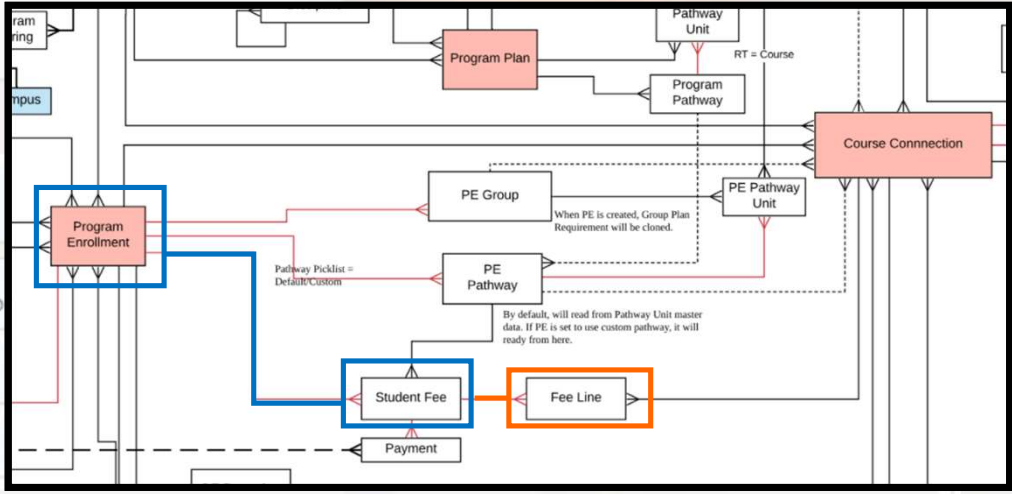 ram
ring
mpus
Program Plan
Pathway
Unit
RT = Course
Program
Pathway
Course Connnection
PE Group
PE Pathway
Unit
When PE is created, Group Plan
Requirement will be cloned.
Program
Enrollment
Pathway Picklist =
Default/Custom
PE
Pathway
By default, will read from Pathway Unit master
data. If PE is set to use custom pathway, it will
ready from here.
Student Fee
Fee Line
Payment